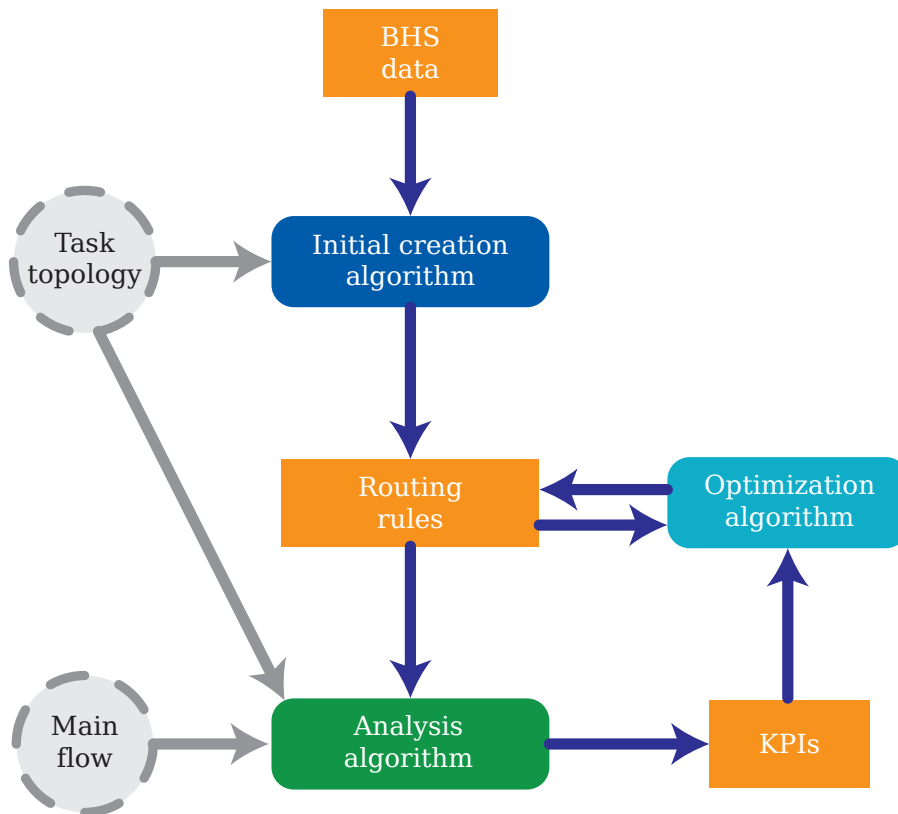 BHS
data
Task
topology
Initial creation
algorithm
Routing
rules
Optimization
algorithm
Main
flow
Analysis
algorithm
KPIs